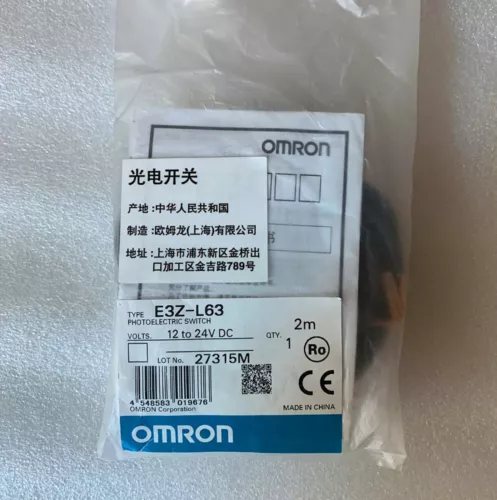 OMRON
光电开关
产地 :中华人民共和国
制造 :欧姆龙(上海)有限公司
地址 :上海市浦东新区金桥出
口加工区金吉路789号
TYPE E3Z-L63 2m
PHOTOELECTRIC SWITCH
VOLTS. 12 to 24V DC QTY. 1
LOT No. 27315M
Ro
CE
4 548583 019676
OMRON Corporation
MADE IN CHINA
OMRON